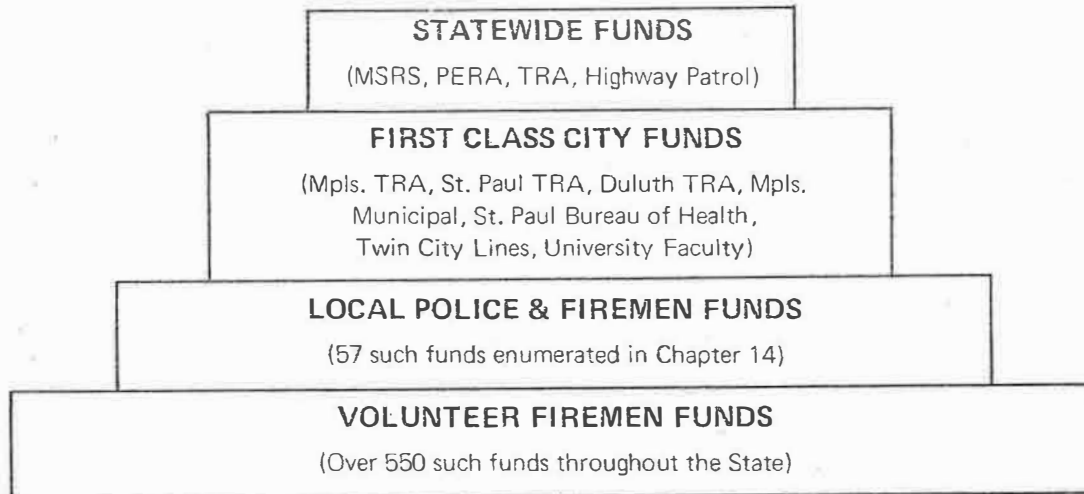 STATEWIDE FUNDS
(MSRS, PERA, TRA, Highway Patrol)
FIRST CLASS CITY FUNDS
(Mpls. TRA, St. Paul TRA, Duluth TRA, Mpls.
Municipal, St. Paul Bureau of Health,
Twin City Lines, University Faculty)
LOCAL POLICE & FIREMEN FUNDS
(57 such funds enumerated in Chapter 14)
VOLUNTEER FIREMEN FUNDS
(Over 550 such funds throughout the State)